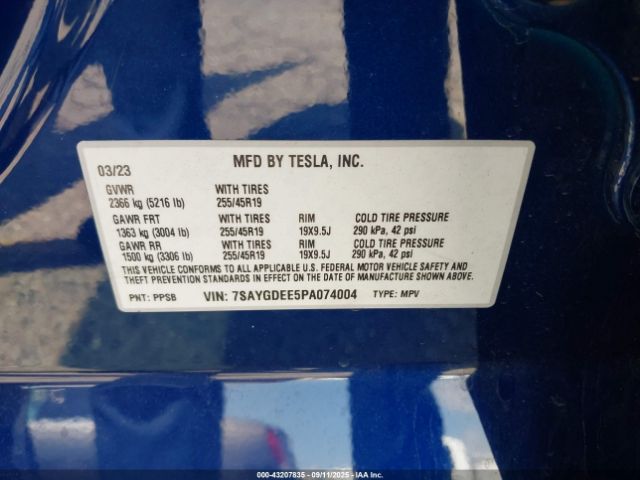 03/23 MFD BY TESLA, INC.
GVWR WITH TIRES
2366 kg (5216 lb) 255/45R19
GAWR FRT WITH TIRES RIM COLD TIRE PRESSURE
1363 kg (3004 lb) 255/45R19 19X9.5J 290 kPa, 42 psi
GAWR RR WITH TIRES RIM COLD TIRE PRESSURE
1500 kg (3306 lb) 255/45R19 19X9.5J 290 kPa, 42 psi
THIS VEHICLE CONFORMS TO ALL APPLICABLE U.S. FEDERAL MOTOR VEHICLE SAFETY AND
THEFT PREVENTION STANDARDS IN EFFECT ON THE DATE OF MANUFACTURE SHOWN ABOVE.
PNT: PPSB VIN: 7SAYGDEE5PA074004 TYPE: MPV
000-43207835 - 09/11/2025 - IAA Inc.